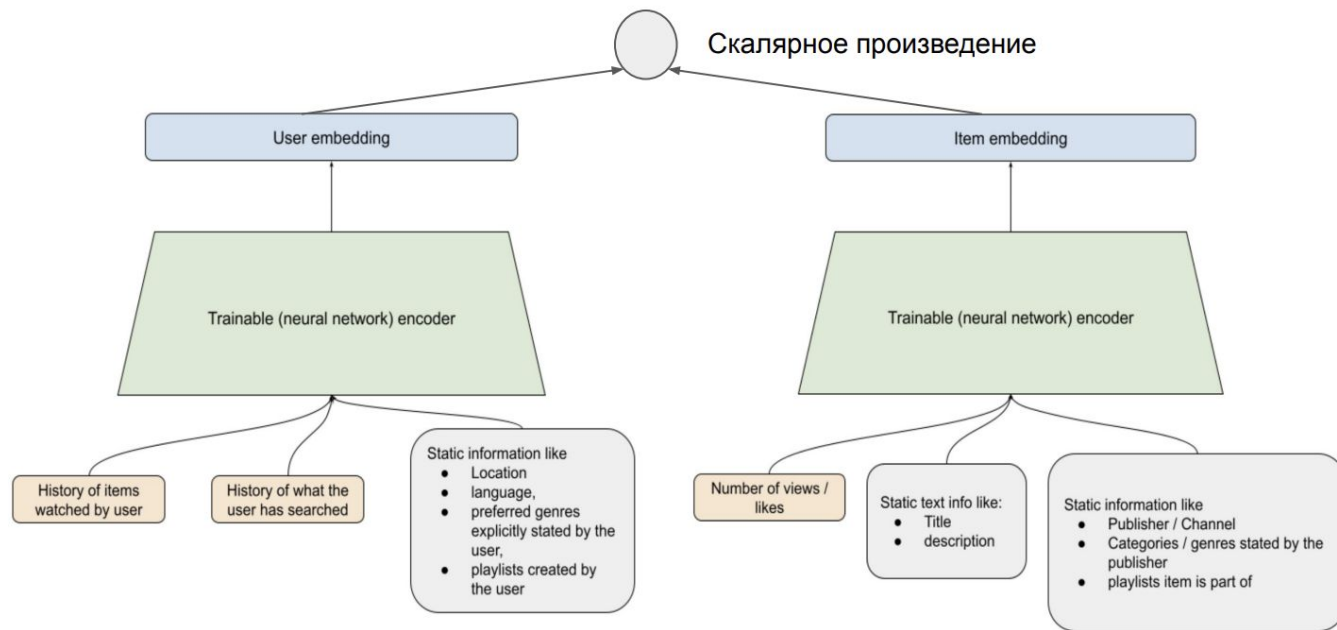 Скалярное произведение
User embedding
Item embedding
Trainable (neural network) encoder
Trainable (neural network) encoder
History of items
watched by user
History of what the
user has searched
Static information like
● Location
● language,
● preferred genres
explicitly stated by the
user,
● playlists created by
the user
Number of views /
likes
Static text info like:
● Title
● description
Static information like
● Publisher / Channel
● Categories / genres stated by the
publisher
● playlists item is part of